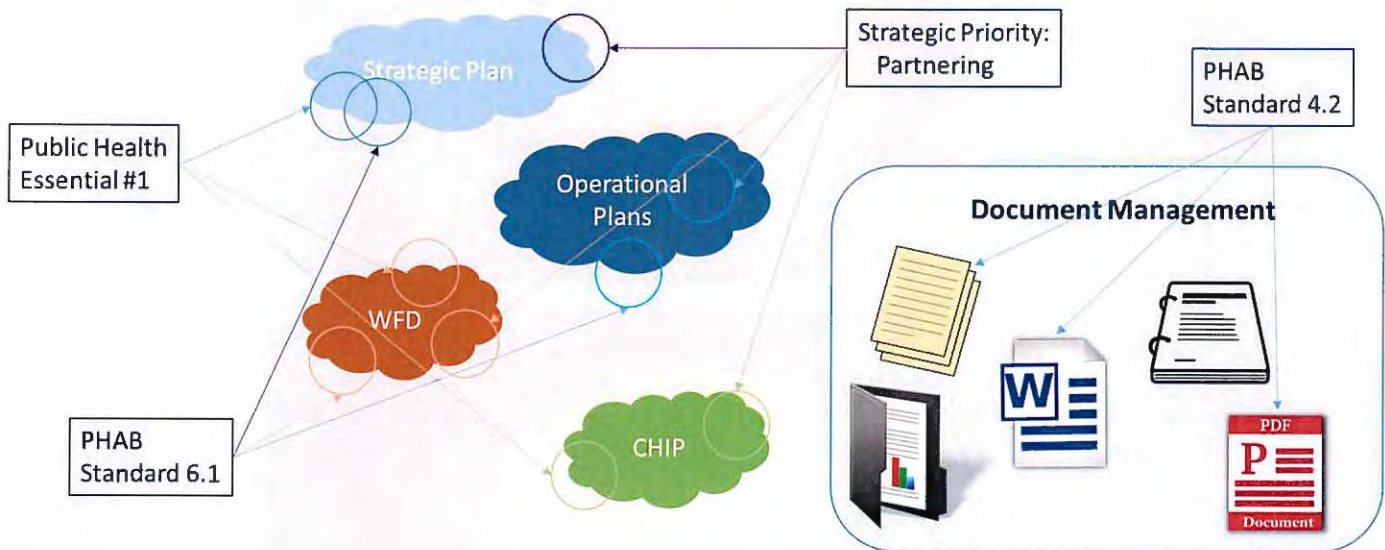 Strategic Plan
Strategic Priority:
Partnering
PHAB
Standard 4.2
Public Health
Essential #1
Operational
Plans
Document Management
WFD
W
PHAB
Standard 6.1
CHIP
PDF
P
Document